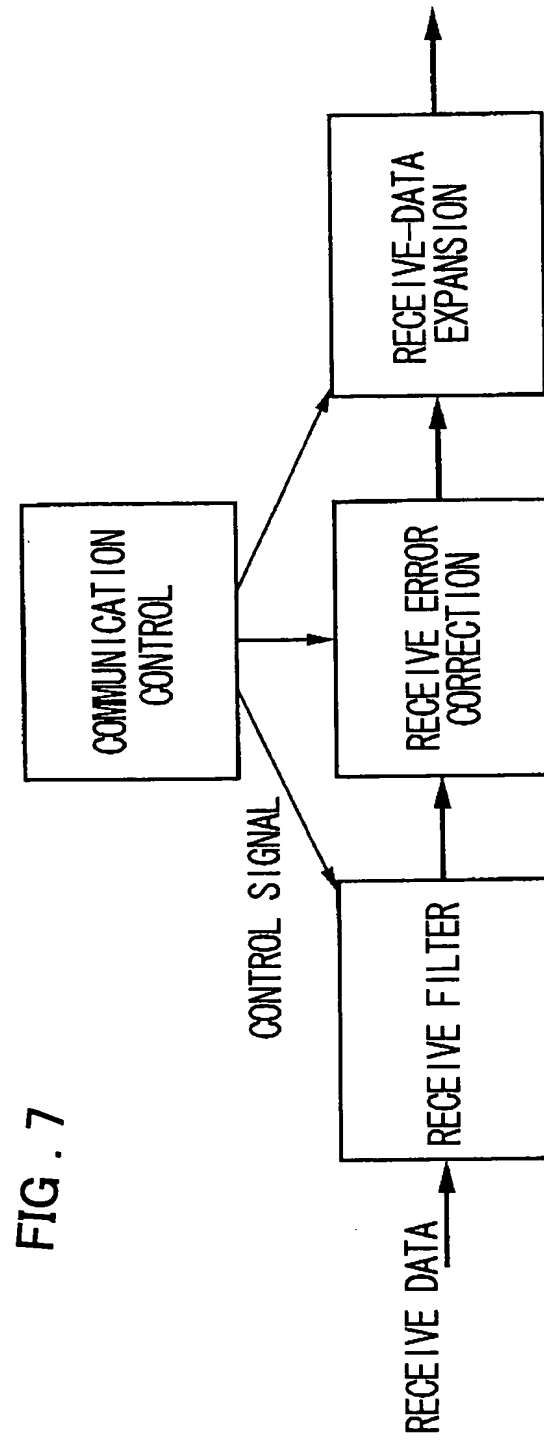 FIG. 7
COMMUNICATION
CONTROL
CONTROL SIGNAL
RECEIVE DATA
RECEIVE FILTER
RECEIVE ERROR
CORRECTION
RECEIVE-DATA
EXPANSION